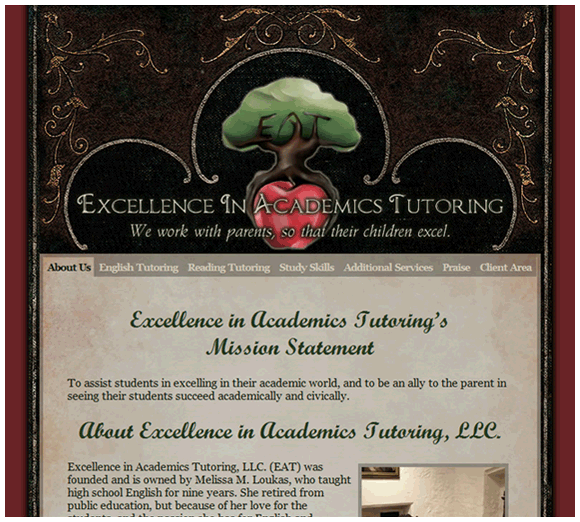 EAT
Excellence In Academics Tutoring
We work with parents, so that their children excel.
About Us English Tutoring Reading Tutoring Study Skills Additional Services Praise Client Area
Excellence in Academics Tutoring's
Mission Statement
To assist students in excelling in their academic world, and to be an ally to the parent in
seeing their students succeed academically and civically.
About Excellence in Academics Tutoring, LLC.
Excellence in Academics Tutoring, LLC. (EAT) was
founded and is owned by Melissa M. Loukas, who taught
high school English for nine years. She retired from
public education, but because of her love for the